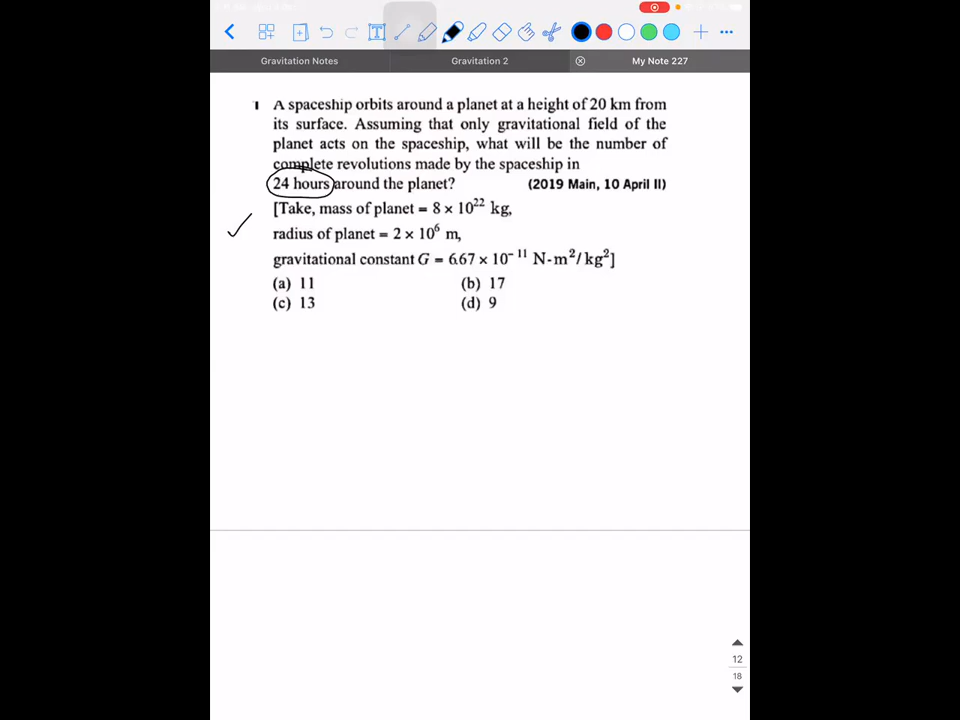 Gravitation Notes
Gravitation 2
My Note 227
1 A spaceship orbits around a planet at a height of 20 km from
its surface. Assuming that only gravitational field of the
planet acts on the spaceship, what will be the number of
complete revolutions made by the spaceship in
24 hours around the planet? (2019 Main, 10 April II)
[Take, mass of planet = 8 × 10²² kg,
radius of planet = 2 × 10⁶ m,
gravitational constant G = 6.67 × 10⁻¹¹ N-m²/kg²]
(a) 11 (b) 17
(c) 13 (d) 9
12
18